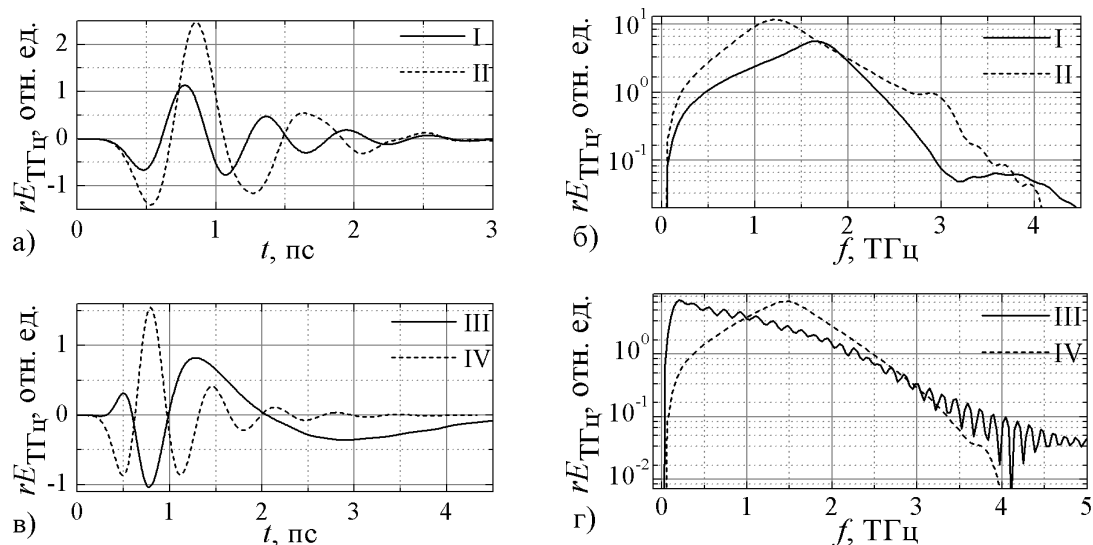 rE_ТГц, отн. ед.
2
1
0
-1
I
II
0
1
2
3
t, пс
а)
rE_ТГц, отн. ед.
10^1
10^0
10^-1
I
II
0
1
2
3
4
f, ТГц
б)
rE_ТГц, отн. ед.
1
0
-1
III
IV
0
1
2
3
4
t, пс
в)
rE_ТГц, отн. ед.
10^0
10^-1
10^-2
III
IV
0
1
2
3
4
5
f, ТГц
г)